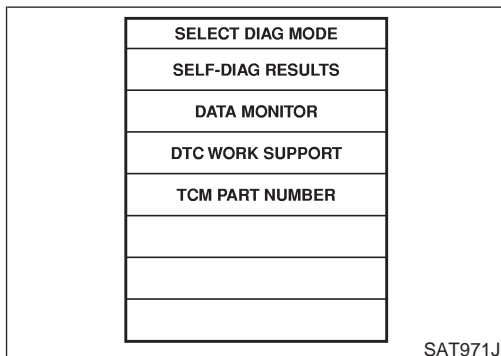 SELECT DIAG MODE
SELF-DIAG RESULTS
DATA MONITOR
DTC WORK SUPPORT
TCM PART NUMBER
SAT971J